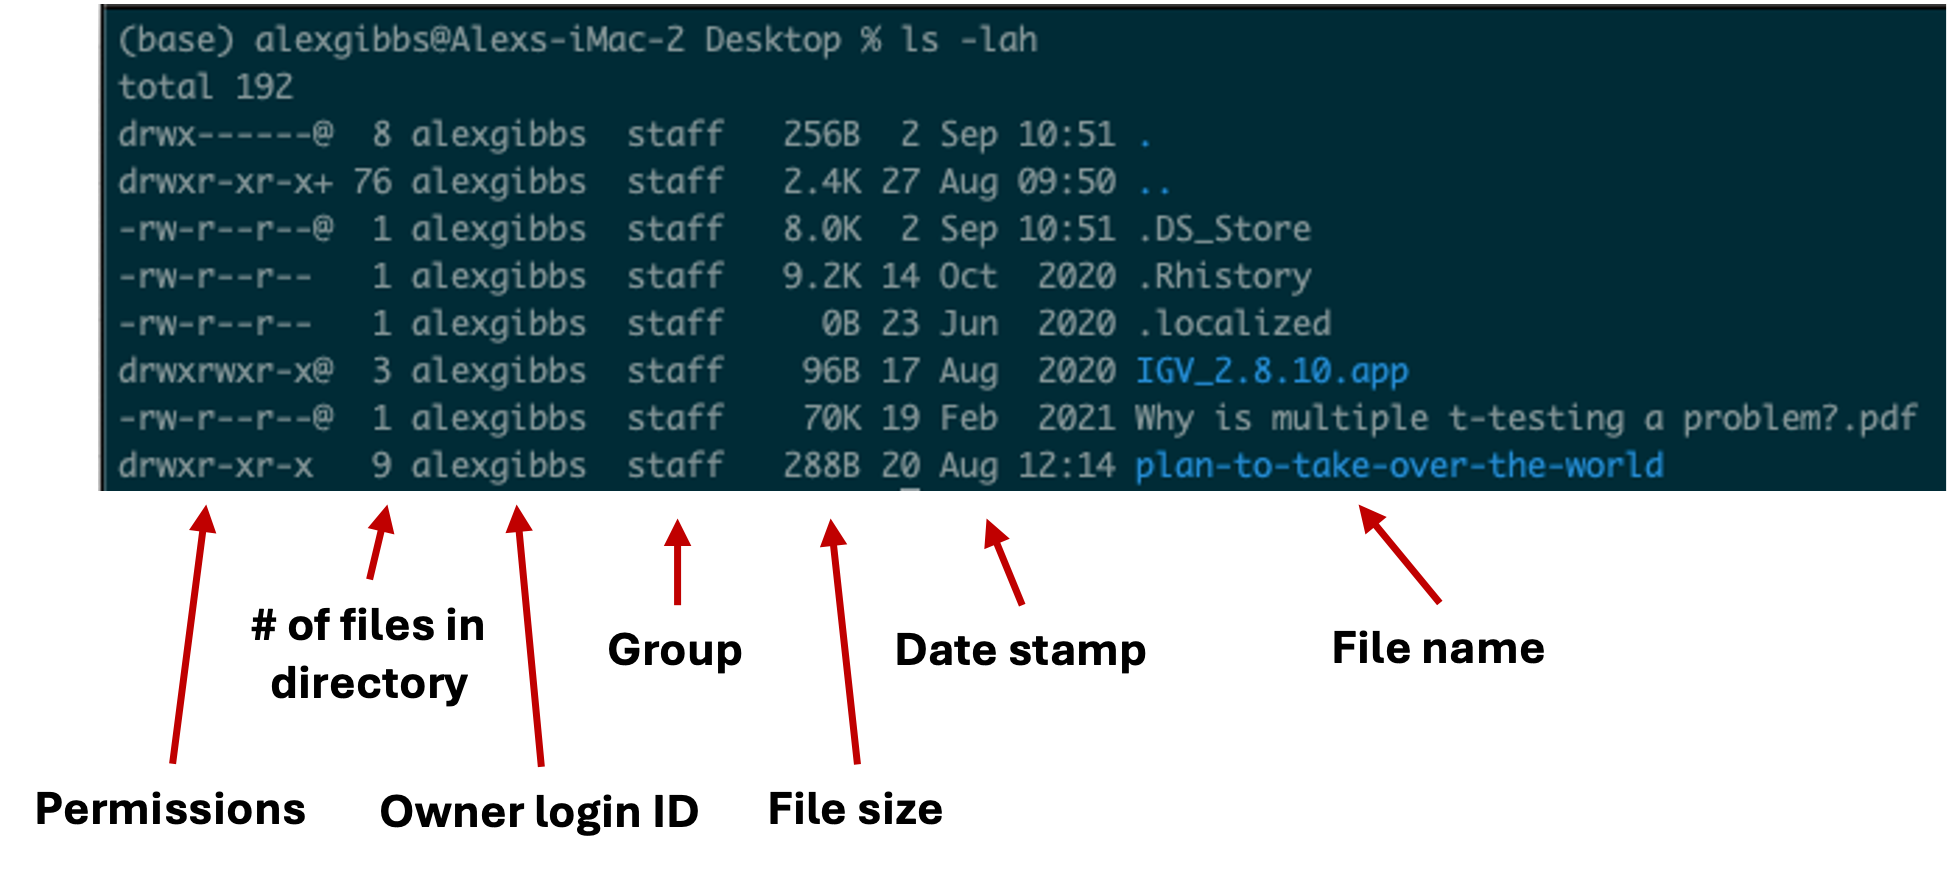 (base) alexgibbs@Alexs-iMac-2 Desktop % ls -lah
total 192
drwx------@  8 alexgibbs  staff   256B  2 Sep 10:51 .
drwxr-xr-x+ 76 alexgibbs  staff   2.4K 27 Aug 09:50 ..
-rw-r--r--@  1 alexgibbs  staff   8.0K  2 Sep 10:51 .DS_Store
-rw-r--r--   1 alexgibbs  staff   9.2K 14 Oct  2020 .Rhistory
-rw-r--r--   1 alexgibbs  staff     0B 23 Jun  2020 .localized
drwxrwxr-x@  3 alexgibbs  staff    96B 17 Aug  2020 IGV_2.8.10.app
-rw-r--r--@  1 alexgibbs  staff    70K 19 Feb  2021 Why is multiple t-testing a problem?.pdf
drwxr-xr-x   9 alexgibbs  staff   288B 20 Aug 12:14 plan-to-take-over-the-world
# of files in
directory
Group
Date stamp
File name
Permissions
Owner login ID
File size